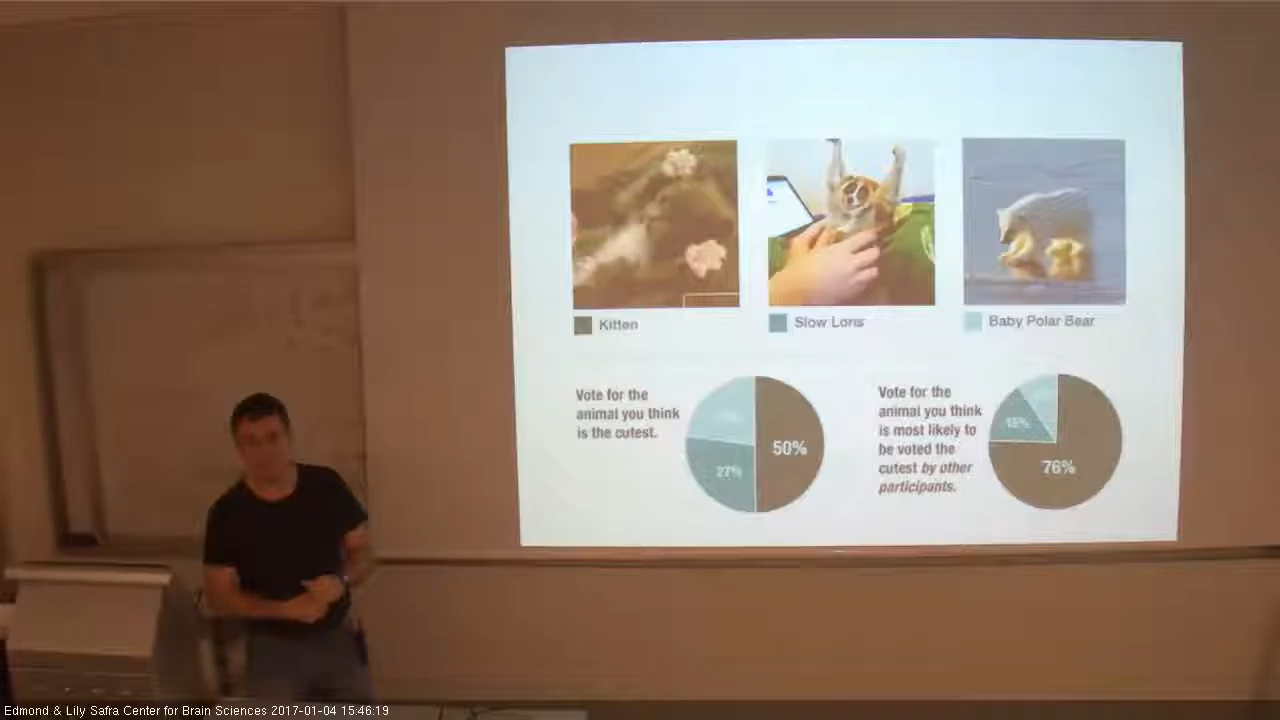 Kitten
Slow Loris
Baby Polar Bear
Vote for the
animal you think
is the cutest.
50%
27%
Vote for the
animal you think
is most likely to
be voted the
cutest by other
participants.
15%
76%
Edmond & Lily Safra Center for Brain Sciences 2017-01-04 15:46:19